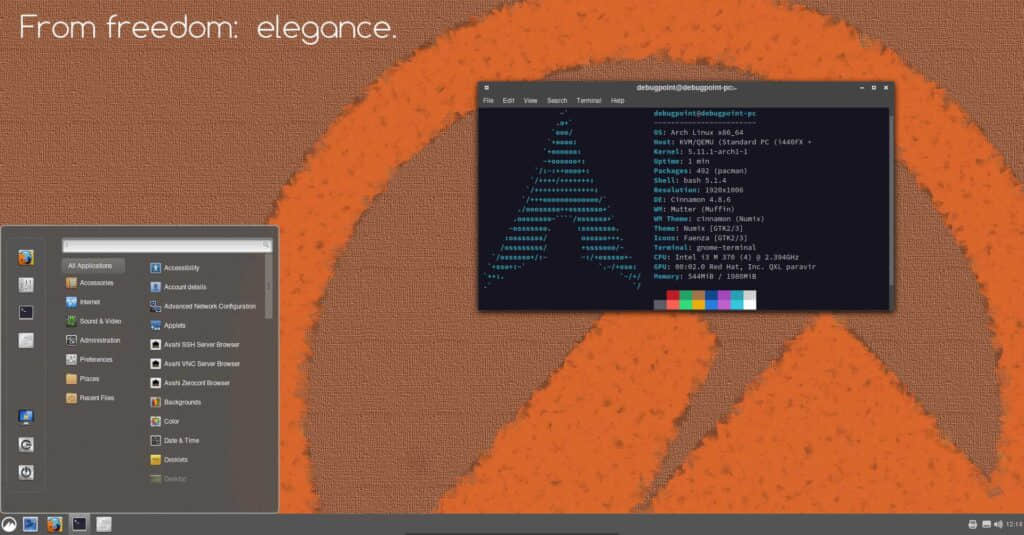 From freedom: elegance.
debugpoint@debugpoint-pc:~
File Edit View Search Terminal Help
debugpoint@debugpoint-pc
-------------------------
OS: Arch Linux x86_64
Host: KVM/QEMU (Standard PC (i440FX +
Kernel: 5.11.1-arch1-1
Uptime: 1 min
Packages: 492 (pacman)
Shell: bash 5.1.4
Resolution: 1920x1006
DE: Cinnamon 4.8.6
WM: Mutter (Muffin)
WM Theme: cinnamon (Numix)
Theme: Numix [GTK2/3]
Icons: Faenza [GTK2/3]
Terminal: gnome-terminal
CPU: Intel i3 M 370 (4) @ 2.394GHz
GPU: 00:02.0 Red Hat, Inc. QXL paravir
Memory: 544MiB / 1980MiB
All Applications
Accessories
Internet
Sound & Video
Administration
Preferences
Places
Recent Files
Accessibility
Account details
Advanced Network Configuration
Applets
Avahi SSH Server Browser
Avahi VNC Server Browser
Avahi Zeroconf Browser
Backgrounds
Color
Date & Time
Desklets
Desktop
12:14